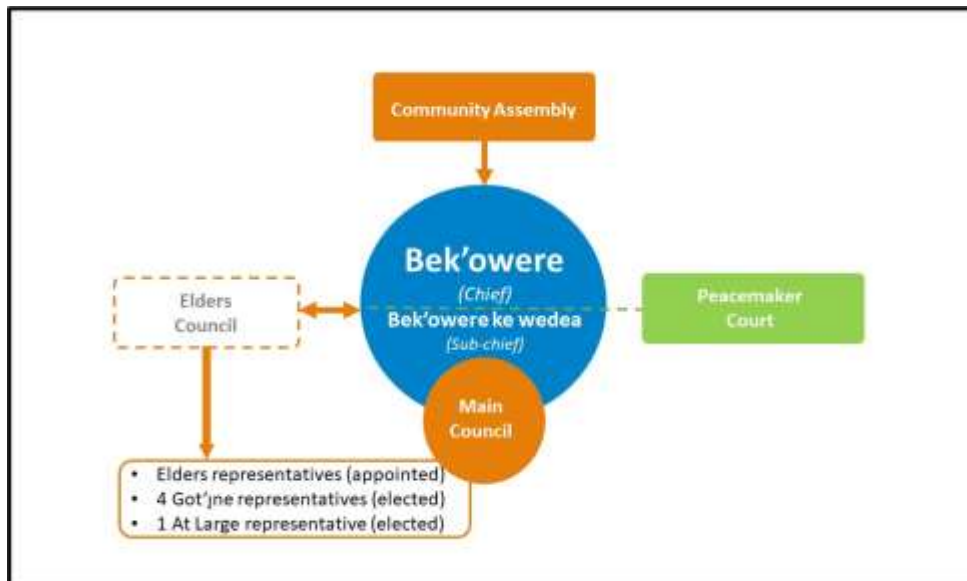 Community Assembly
Bek'owere
(Chief)
Bek'owere ke wedea
(Sub-chief)
Elders
Council
Peacemaker
Court
Main
Council
• Elders representatives (appointed)
• 4 Got'ı̨ne representatives (elected)
• 1 At Large representative (elected)